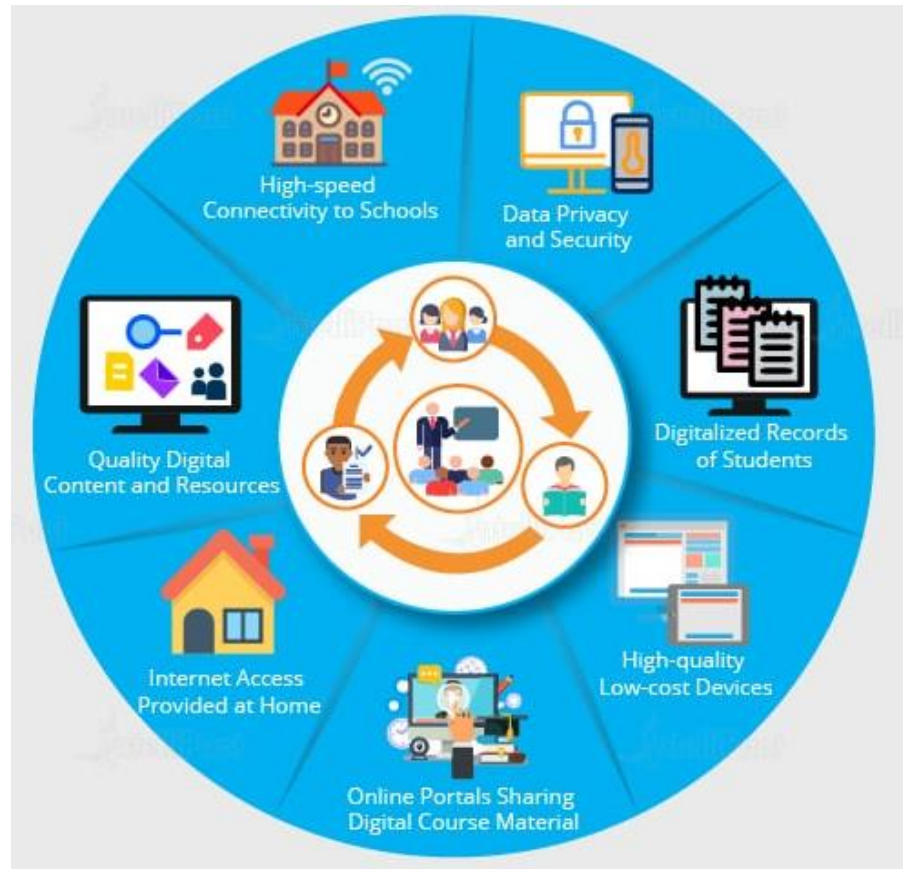 High-speed
Connectivity to Schools
Data Privacy
and Security
Digitalized Records
of Students
High-quality
Low-cost Devices
Online Portals Sharing
Digital Course Material
Internet Access
Provided at Home
Quality Digital
Content and Resources